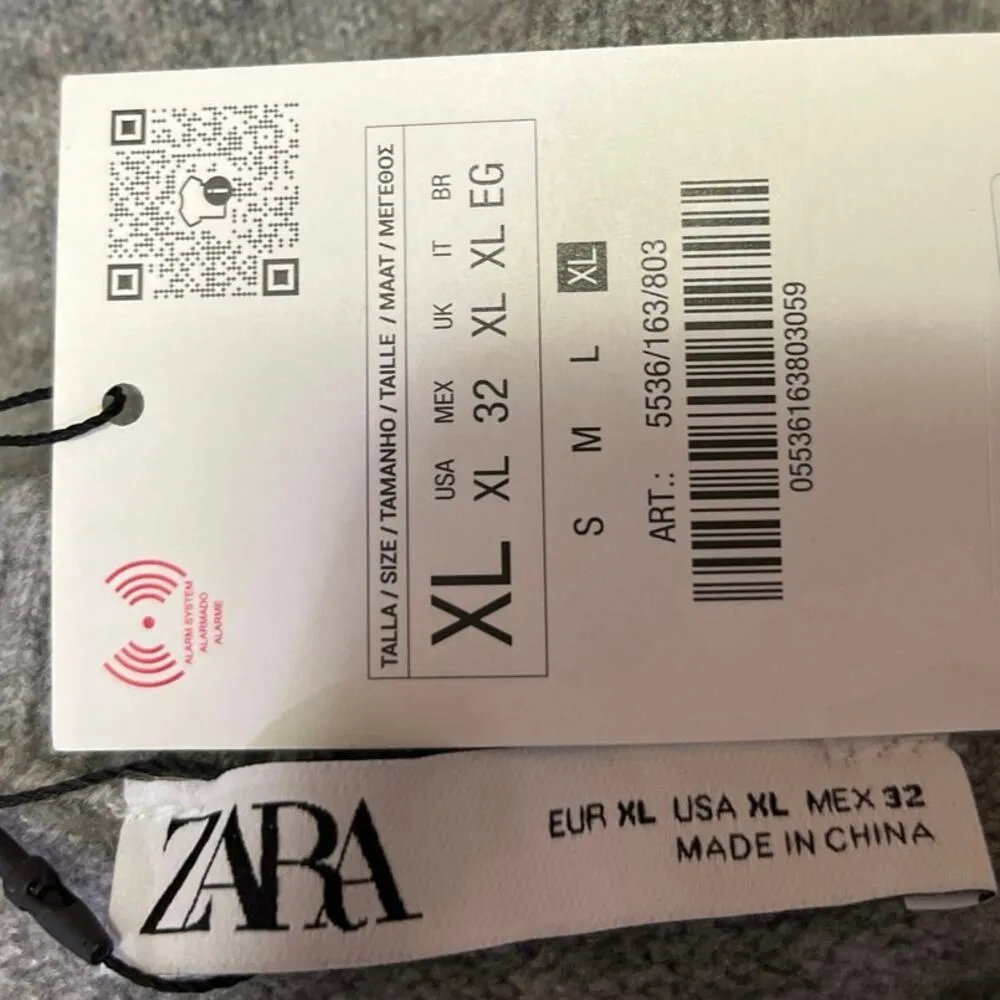 ALARM SYSTEM
ALARMADO
ALARME
TALLA / SIZE / TAMANHO / TAILLE / MAAT / ΜΕΓΕΘΟΣ
USA MEX UK IT BR
XL XL 32 XL XL EG
S M L XL
ART.: 5536/163/803
05536163803059
ZARA
EUR XL USA XL MEX 32
MADE IN CHINA